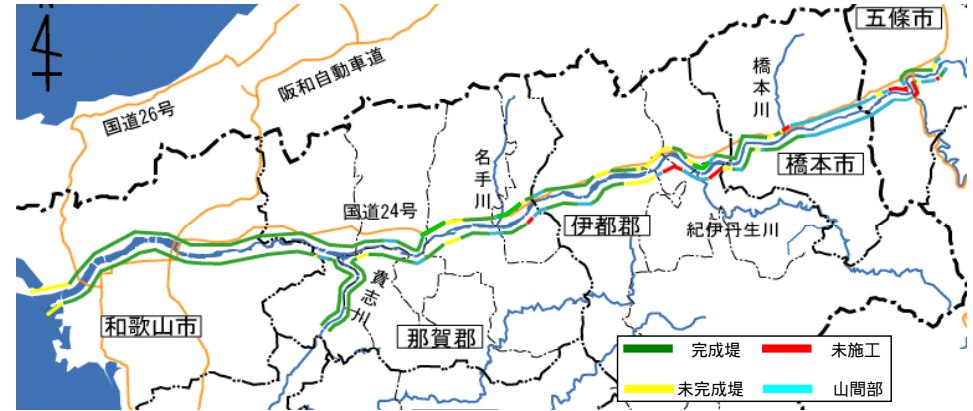 五條市
阪和自動車道
国道26号
橋本川
名手川
橋本市
国道24号
伊都郡
紀伊丹生川
貴志川
和歌山市
那賀郡
完成堤
未施工
未完成堤
山間部